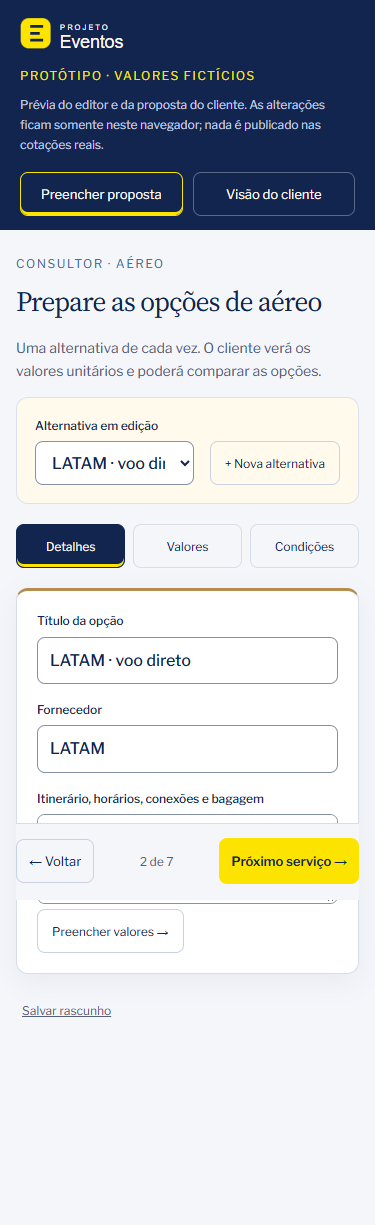 PROJETO
Eventos
PROTÓTIPO · VALORES FICTÍCIOS
Prévia do editor e da proposta do cliente. As alterações
ficam somente neste navegador; nada é publicado nas
cotações reais.
Preencher proposta
Visão do cliente
CONSULTOR · AÉREO
Prepare as opções de aéreo
Uma alternativa de cada vez. O cliente verá os
valores unitários e poderá comparar as opções.
Alternativa em edição
LATAM · voo dir
+ Nova alternativa
Detalhes
Valores
Condições
Título da opção
LATAM · voo direto
Fornecedor
LATAM
Itinerário, horários, conexões e bagagem
← Voltar
2 de 7
Próximo serviço →
Preencher valores →
Salvar rascunho